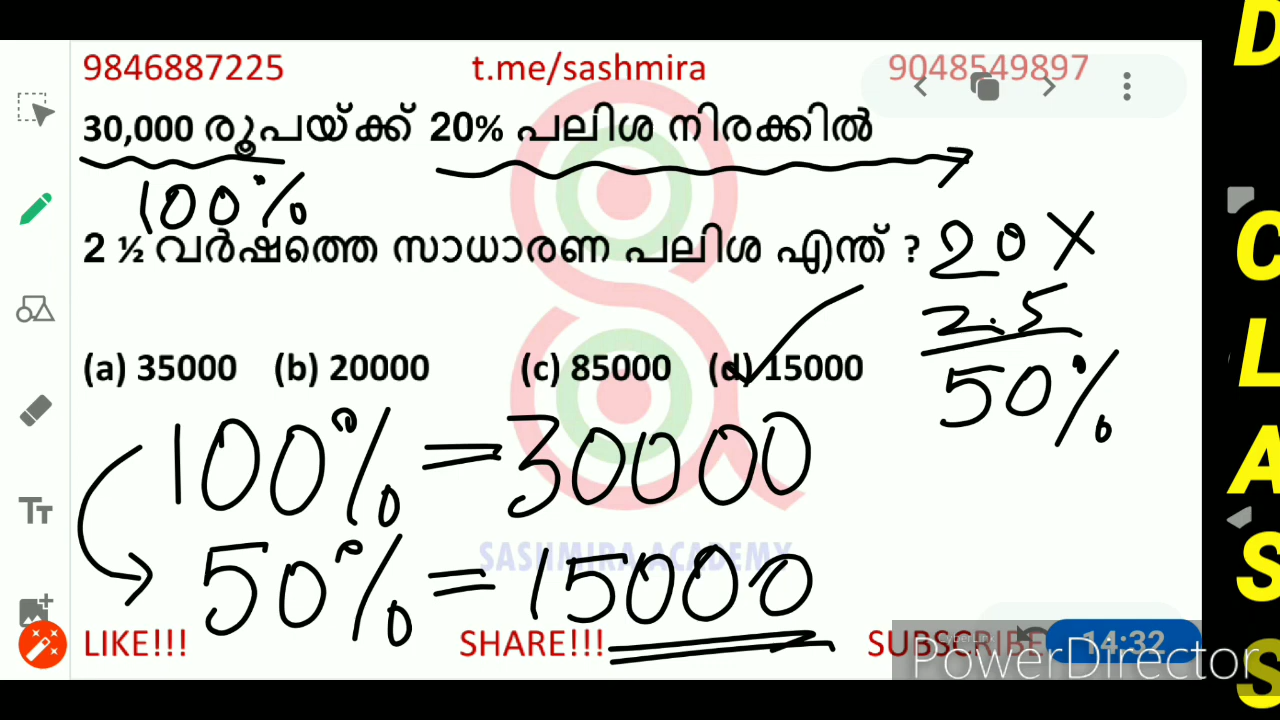 9846887225 t.me/sashmira 9048549897
30,000 രൂപയ്ക്ക് 20% പലിശ നിരക്കിൽ
100%
2 ½ വർഷത്തെ സാധാരണ പലിശ എന്ത് ?
20 X
2.5
50%
(a) 35000 (b) 20000 (c) 85000 (d) 15000
100% = 30000
50% = 15000
SASHMIRA ACADEMY
LIKE!!! SHARE!!! SUBSCRIBE
14:32
CyberLink
PowerDirector
TT
D
C
L
A
S
S